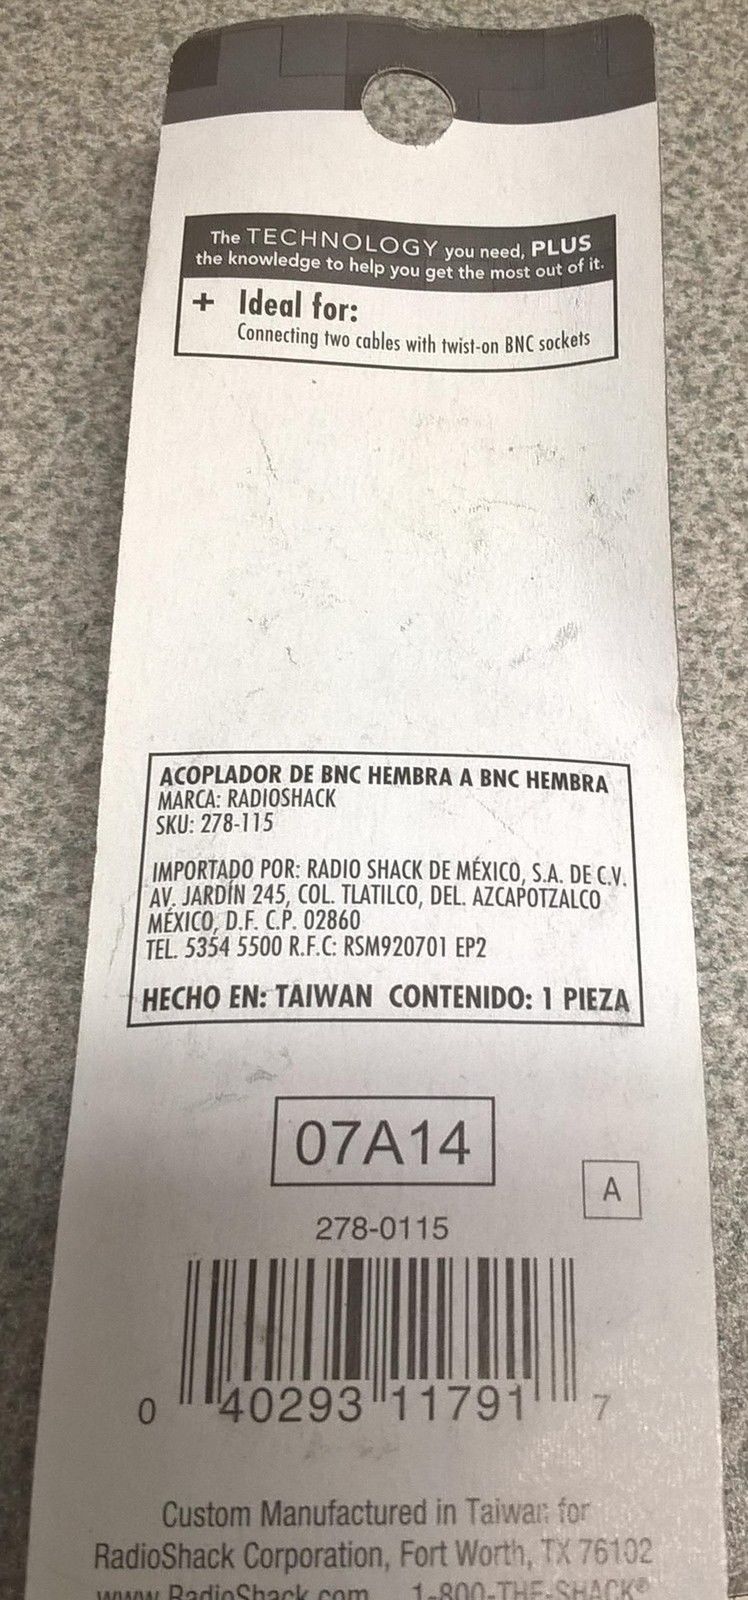 The TECHNOLOGY you need, PLUS
the knowledge to help you get the most out of it.
+ Ideal for:
Connecting two cables with twist-on BNC sockets
ACOPLADOR DE BNC HEMBRA A BNC HEMBRA
MARCA: RADIOSHACK
SKU: 278-115
IMPORTADO POR: RADIO SHACK DE MÉXICO, S.A. DE C.V.
AV. JARDÍN 245, COL. TLATILCO, DEL. AZCAPOTZALCO
MÉXICO, D.F. C.P. 02860
TEL. 5354 5500 R.F.C: RSM920701 EP2
HECHO EN: TAIWAN CONTENIDO: 1 PIEZA
07A14
A
278-0115
0 40293 11791 7
Custom Manufactured in Taiwan for
RadioShack Corporation, Fort Worth, TX 76102
www.RadioShack.com 1-800-THE-SHACK®